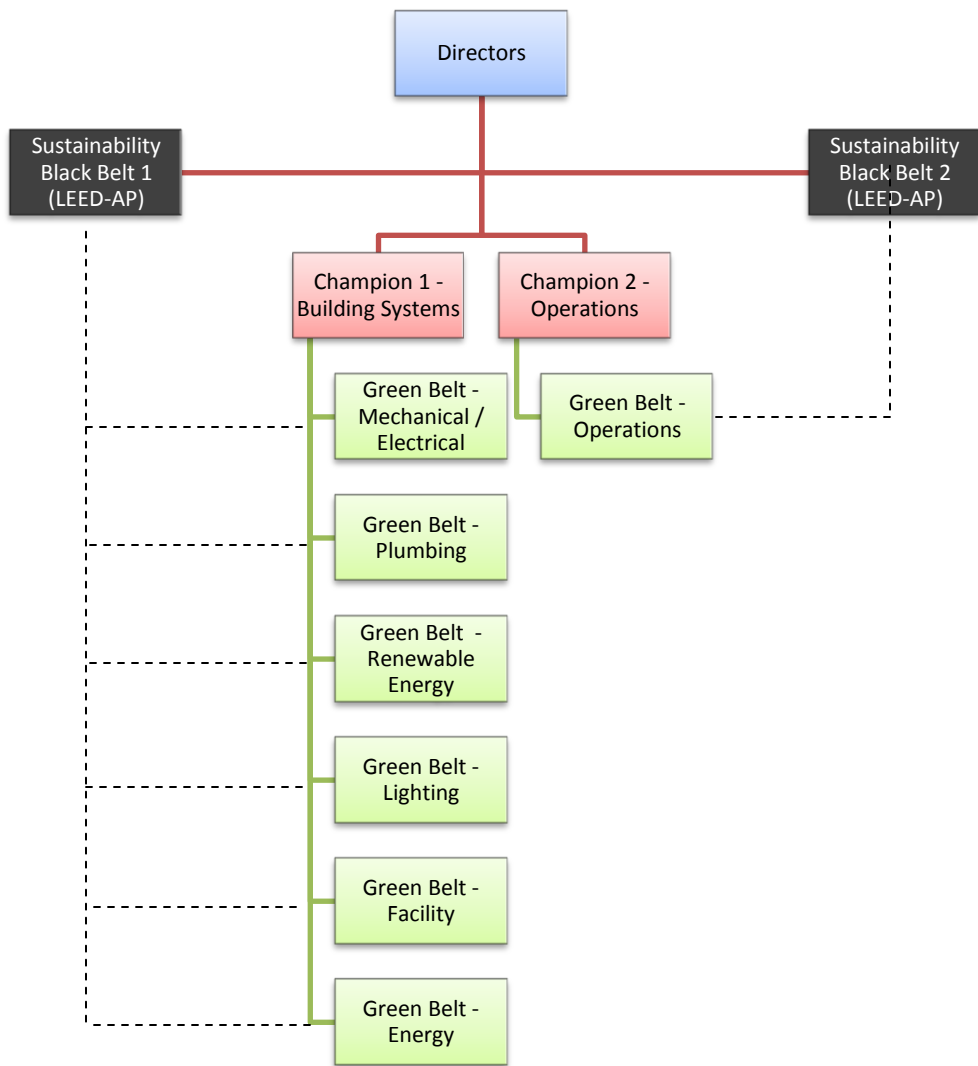 Directors
Sustainability
Black Belt 1
(LEED-AP)
Sustainability
Black Belt 2
(LEED-AP)
Champion 1 -
Building Systems
Champion 2 -
Operations
Green Belt -
Mechanical /
Electrical
Green Belt -
Operations
Green Belt -
Plumbing
Green Belt -
Renewable
Energy
Green Belt -
Lighting
Green Belt -
Facility
Green Belt -
Energy